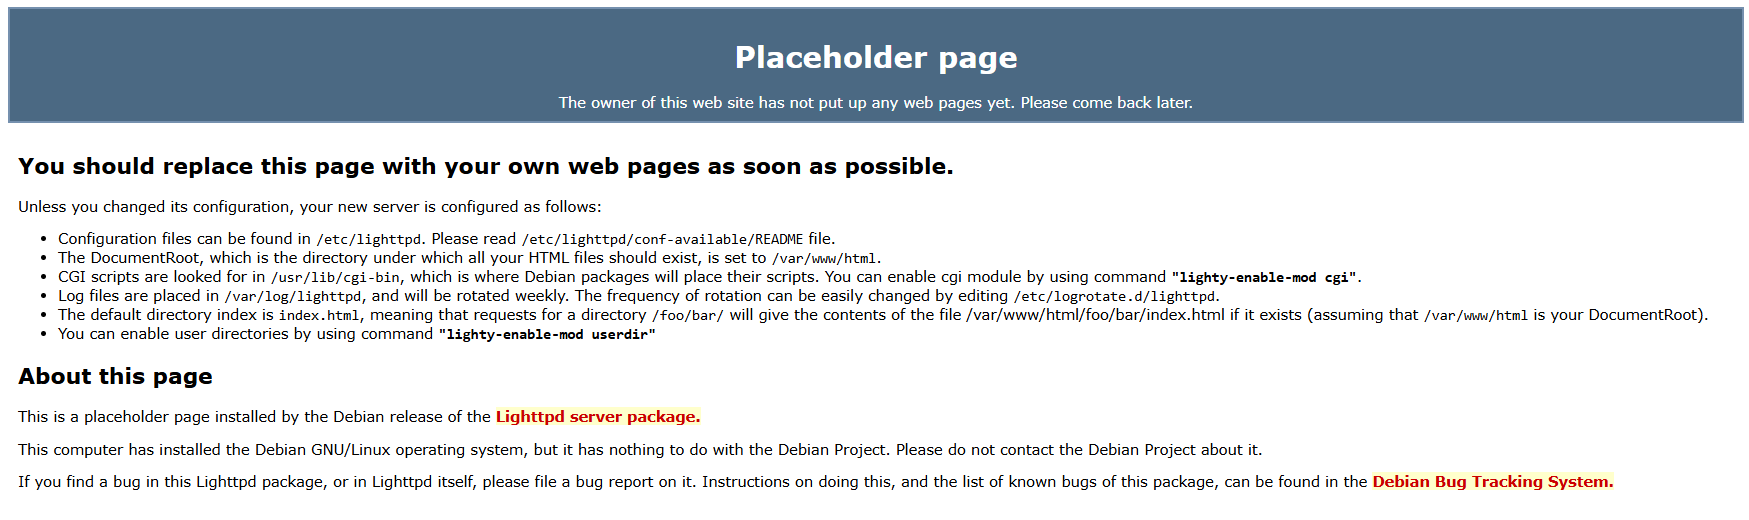 Placeholder page
The owner of this web site has not put up any web pages yet. Please come back later.
You should replace this page with your own web pages as soon as possible.
Unless you changed its configuration, your new server is configured as follows:
• Configuration files can be found in /etc/lighttpd. Please read /etc/lighttpd/conf-available/README file.
• The DocumentRoot, which is the directory under which all your HTML files should exist, is set to /var/www/html.
• CGI scripts are looked for in /usr/lib/cgi-bin, which is where Debian packages will place their scripts. You can enable cgi module by using command "lighty-enable-mod cgi".
• Log files are placed in /var/log/lighttpd, and will be rotated weekly. The frequency of rotation can be easily changed by editing /etc/logrotate.d/lighttpd.
• The default directory index is index.html, meaning that requests for a directory /foo/bar/ will give the contents of the file /var/www/html/foo/bar/index.html if it exists (assuming that /var/www/html is your DocumentRoot).
• You can enable user directories by using command "lighty-enable-mod userdir"
About this page
This is a placeholder page installed by the Debian release of the Lighttpd server package.
This computer has installed the Debian GNU/Linux operating system, but it has nothing to do with the Debian Project. Please do not contact the Debian Project about it.
If you find a bug in this Lighttpd package, or in Lighttpd itself, please file a bug report on it. Instructions on doing this, and the list of known bugs of this package, can be found in the Debian Bug Tracking System.